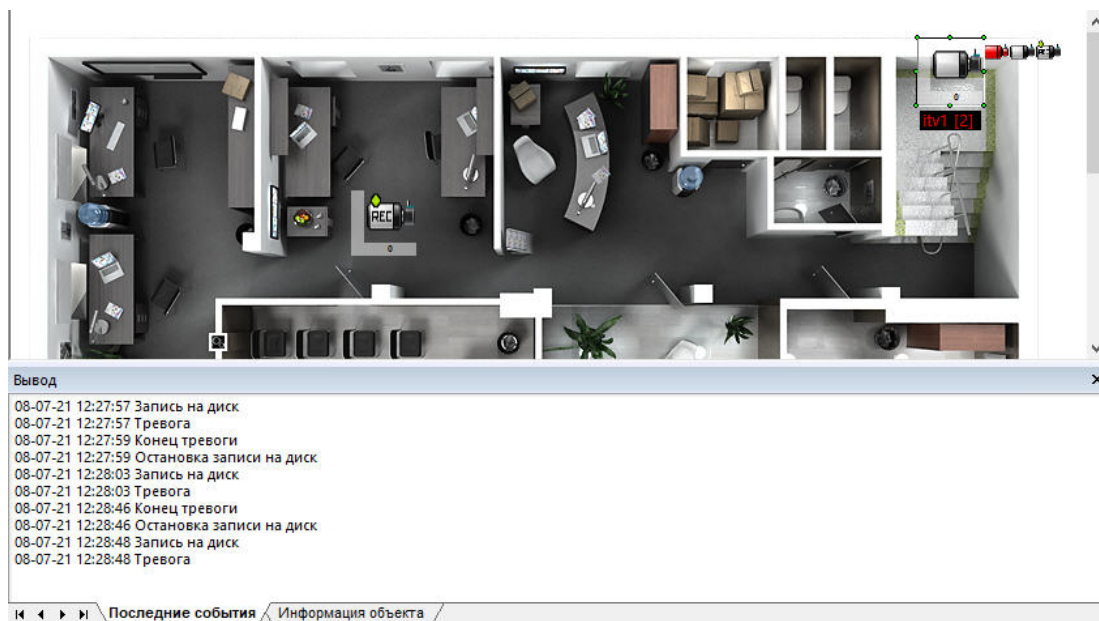 itv1 [2]
REC
Вывод
08-07-21 12:27:57 Запись на диск
08-07-21 12:27:57 Тревога
08-07-21 12:27:59 Конец тревоги
08-07-21 12:27:59 Остановка записи на диск
08-07-21 12:28:03 Запись на диск
08-07-21 12:28:03 Тревога
08-07-21 12:28:46 Конец тревоги
08-07-21 12:28:46 Остановка записи на диск
08-07-21 12:28:48 Запись на диск
08-07-21 12:28:48 Тревога
Последние события Информация объекта